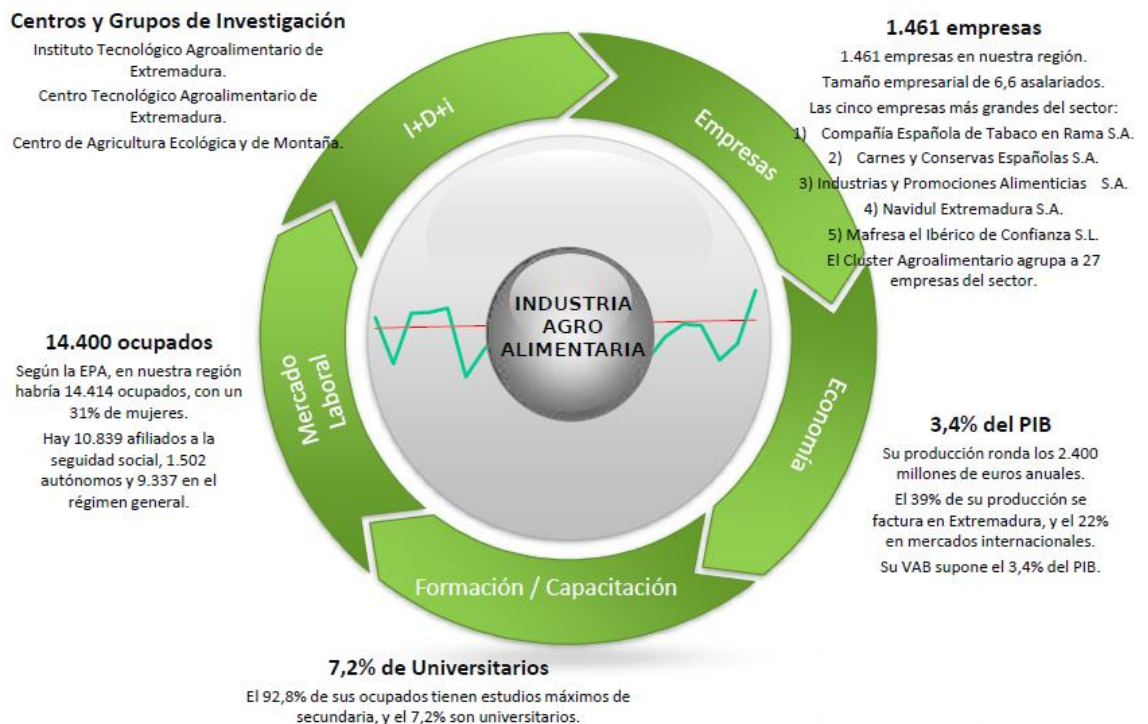 Centros y Grupos de Investigación
Instituto Tecnológico Agroalimentario de
Extremadura.
Centro Tecnológico Agroalimentario de
Extremadura.
Centro de Agricultura Ecológica y de Montaña.
I+D+i
Empresas
1.461 empresas
1.461 empresas en nuestra región.
Tamaño empresarial de 6,6 asalariados.
Las cinco empresas más grandes del sector:
1) Compañía Española de Tabaco en Rama S.A.
2) Carnes y Conservas Españolas S.A.
3) Industrias y Promociones Alimenticias S.A.
4) Navidul Extremadura S.A.
5) Mafresa el Ibérico de Confianza S.L.
El Cluster Agroalimentario agrupa a 27
empresas del sector.
INDUSTRIA
AGRO
ALIMENTARIA
14.400 ocupados
Según la EPA, en nuestra región
habría 14.414 ocupados, con un
31% de mujeres.
Hay 10.839 afiliados a la
seguidad social, 1.502
autónomos y 9.337 en el
régimen general.
Mercado
Laboral
Economía
3,4% del PIB
Su producción ronda los 2.400
millones de euros anuales.
El 39% de su producción se
factura en Extremadura, y el 22%
en mercados internacionales.
Su VAB supone el 3,4% del PIB.
Formación / Capacitación
7,2% de Universitarios
El 92,8% de sus ocupados tienen estudios máximos de
secundaria, y el 7,2% son universitarios.